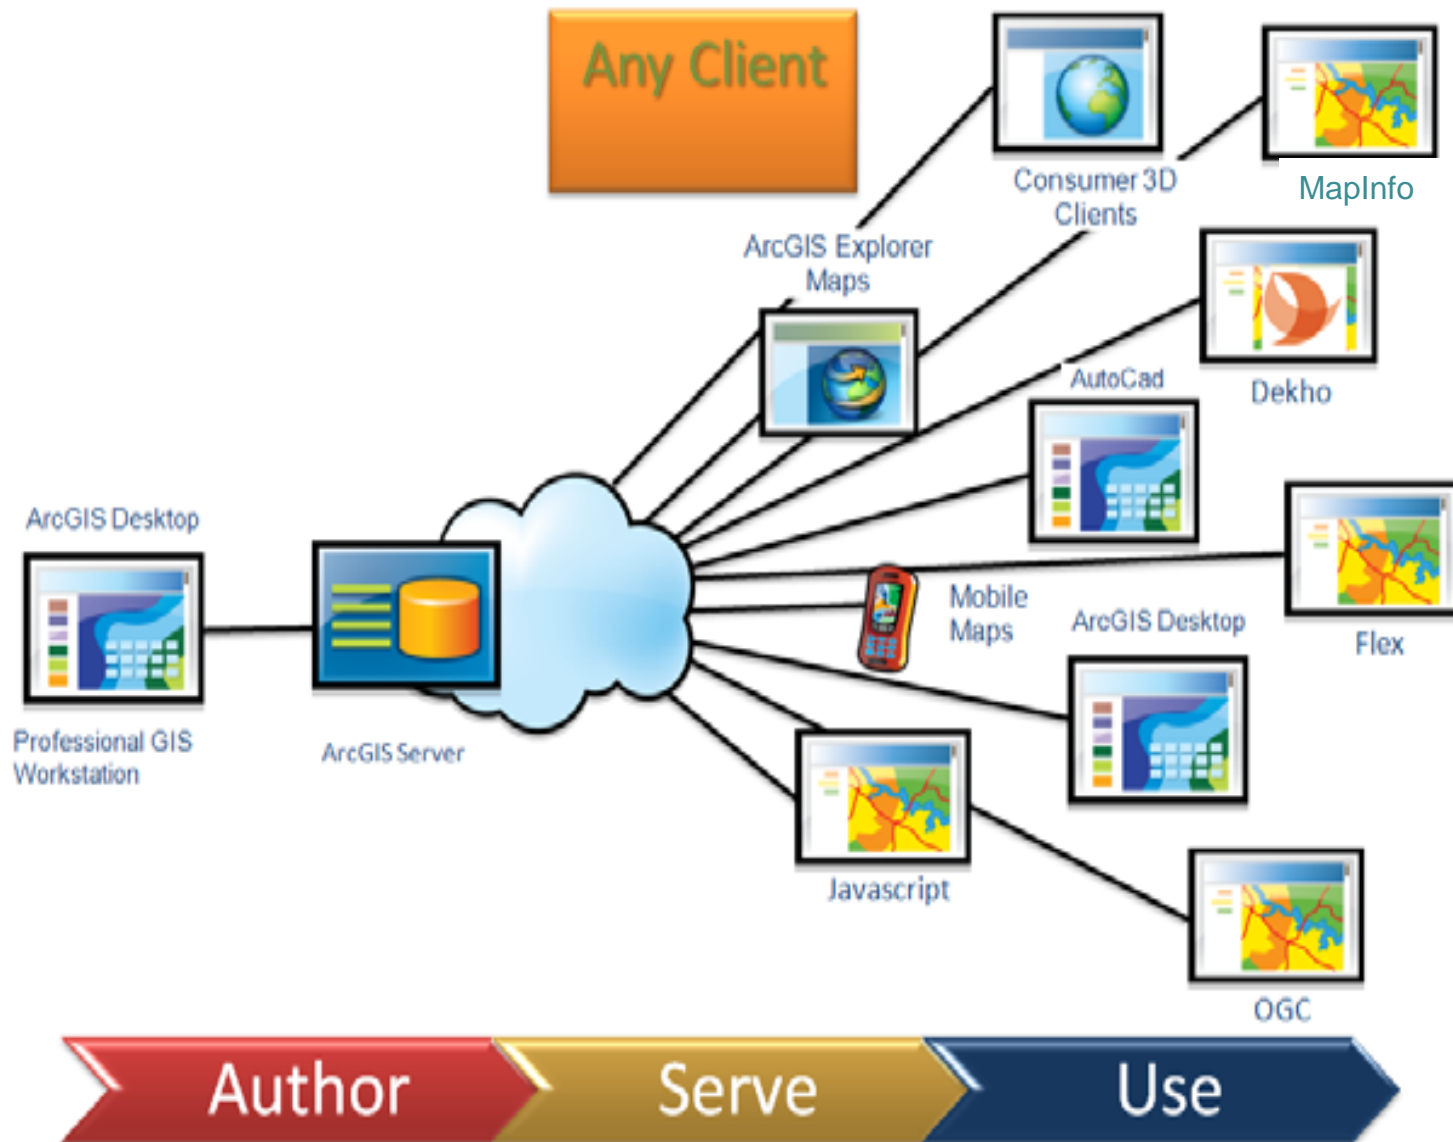 Any Client
Consumer 3D
Clients
MapInfo
ArcGIS Explorer
Maps
Dekho
AutoCad
ArcGIS Desktop
Mobile
Maps
ArcGIS Desktop
Flex
Professional GIS
Workstation
ArcGIS Server
Javascript
OGC
Author
Serve
Use